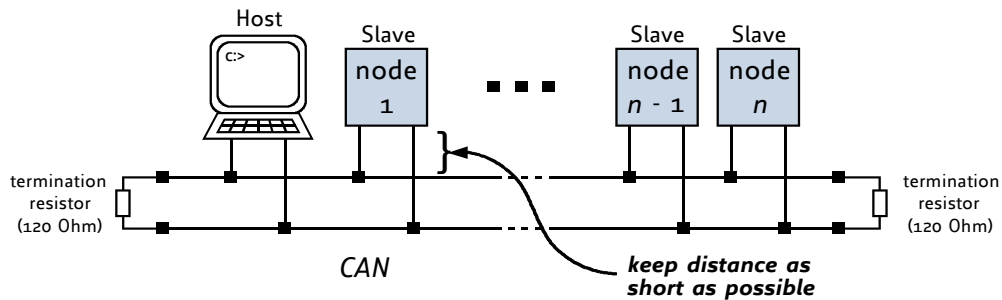 Host
C:>
Slave
node
1
Slave
node
n - 1
Slave
node
n
termination
resistor
(120 Ohm)
termination
resistor
(120 Ohm)
CAN
keep distance as
short as possible